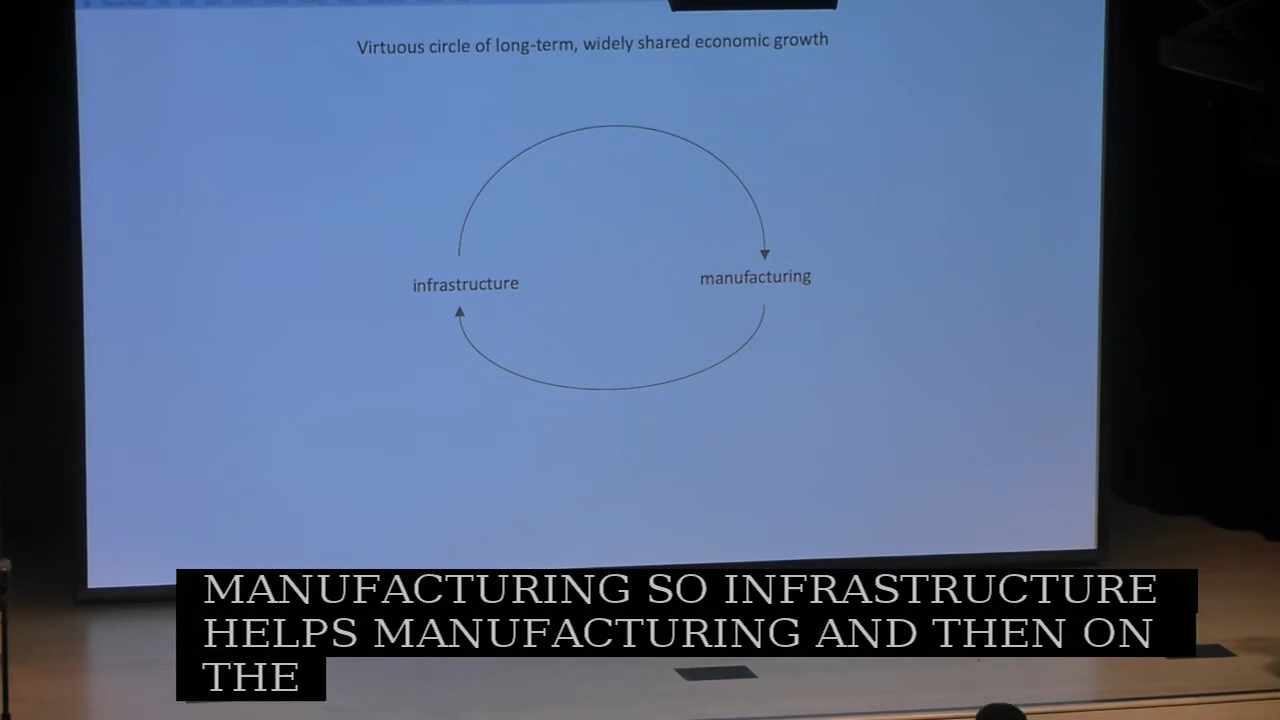 Virtuous circle of long-term, widely shared economic growth
infrastructure
manufacturing
MANUFACTURING SO INFRASTRUCTURE
HELPS MANUFACTURING AND THEN ON
THE